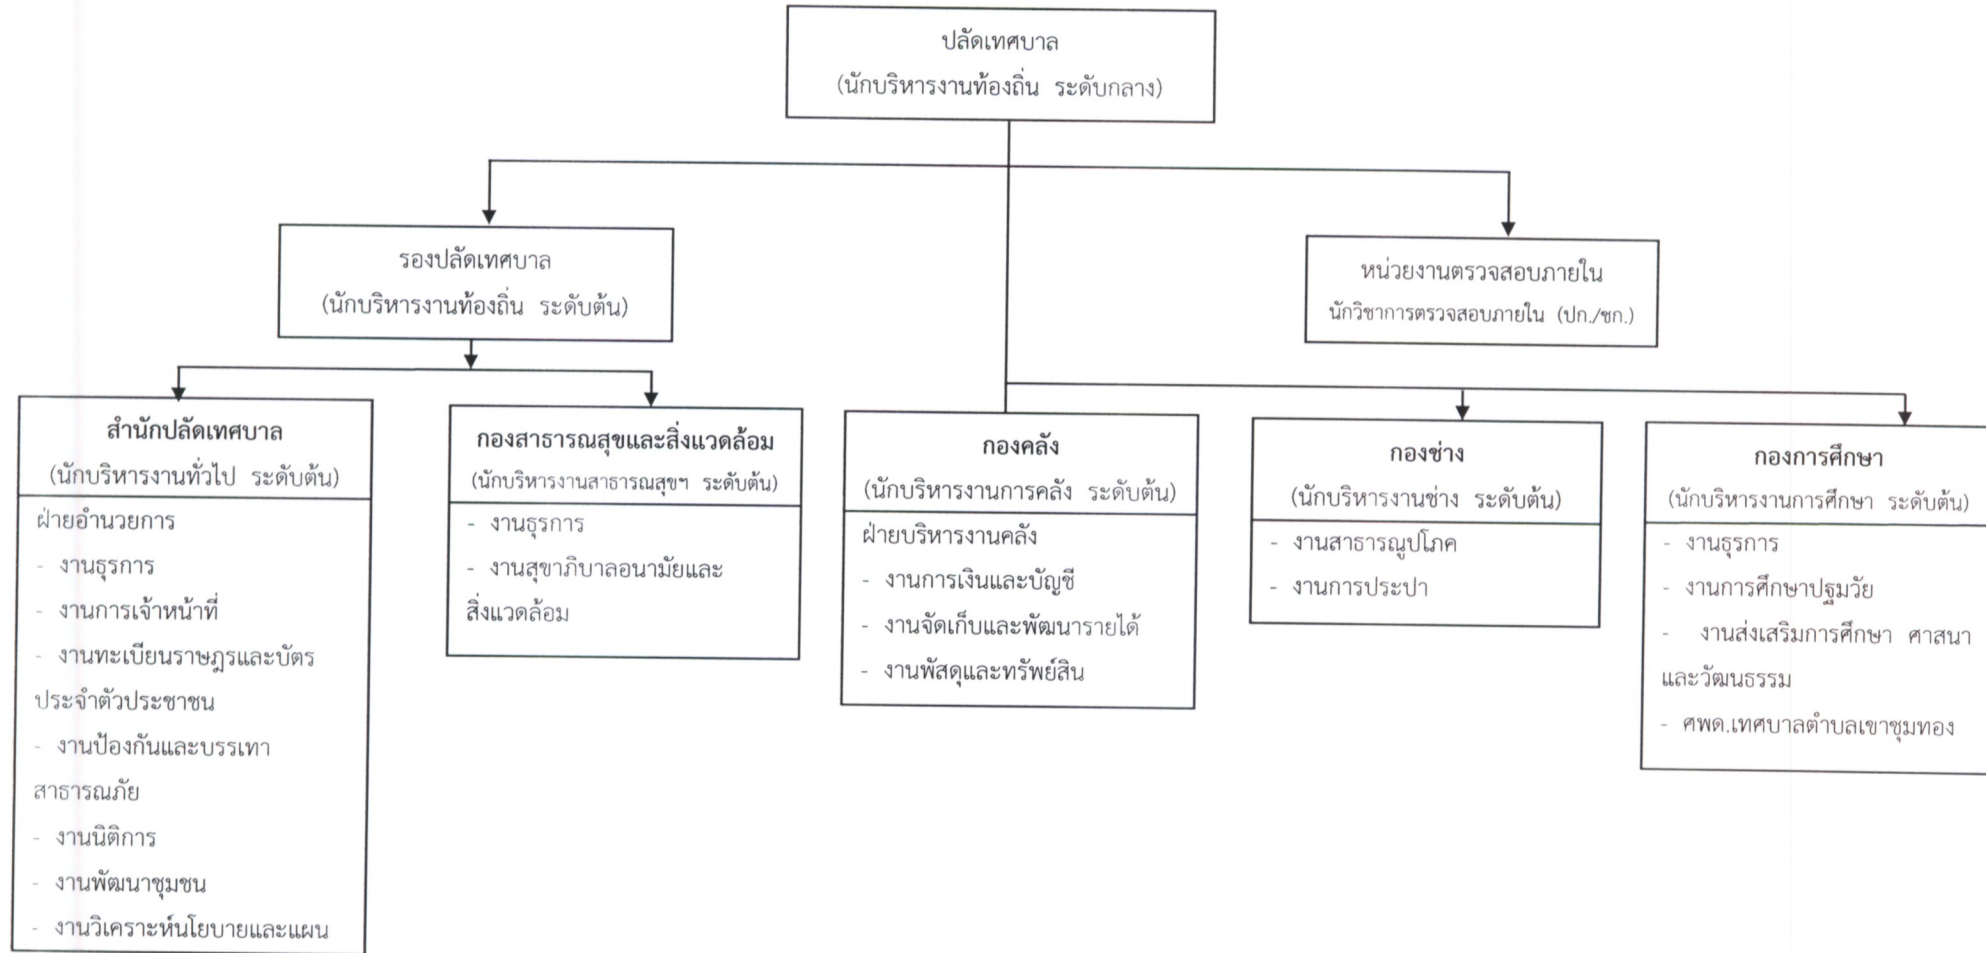 ปลัดเทศบาล
(นักบริหารงานท้องถิ่น ระดับกลาง)
รองปลัดเทศบาล
(นักบริหารงานท้องถิ่น ระดับต้น)
หน่วยงานตรวจสอบภายใน
นักวิชาการตรวจสอบภายใน (ปก./ชก.)
สำนักปลัดเทศบาล
(นักบริหารงานทั่วไป ระดับต้น)
ฝ่ายอำนวยการ
- งานธุรการ
- งานการเจ้าหน้าที่
- งานทะเบียนราษฎรและบัตร
ประจำตัวประชาชน
- งานป้องกันและบรรเทา
สาธารณภัย
- งานนิติการ
- งานพัฒนาชุมชน
- งานวิเคราะห์นโยบายและแผน
กองสาธารณสุขและสิ่งแวดล้อม
(นักบริหารงานสาธารณสุขฯ ระดับต้น)
- งานธุรการ
- งานสุขาภิบาลอนามัยและ
สิ่งแวดล้อม
กองคลัง
(นักบริหารงานการคลัง ระดับต้น)
ฝ่ายบริหารงานคลัง
- งานการเงินและบัญชี
- งานจัดเก็บและพัฒนารายได้
- งานพัสดุและทรัพย์สิน
กองช่าง
(นักบริหารงานช่าง ระดับต้น)
- งานสาธารณูปโภค
- งานการประปา
กองการศึกษา
(นักบริหารงานการศึกษา ระดับต้น)
- งานธุรการ
- งานการศึกษาปฐมวัย
- งานส่งเสริมการศึกษา ศาสนา
และวัฒนธรรม
- ศพด.เทศบาลตำบลเขาชุมทอง